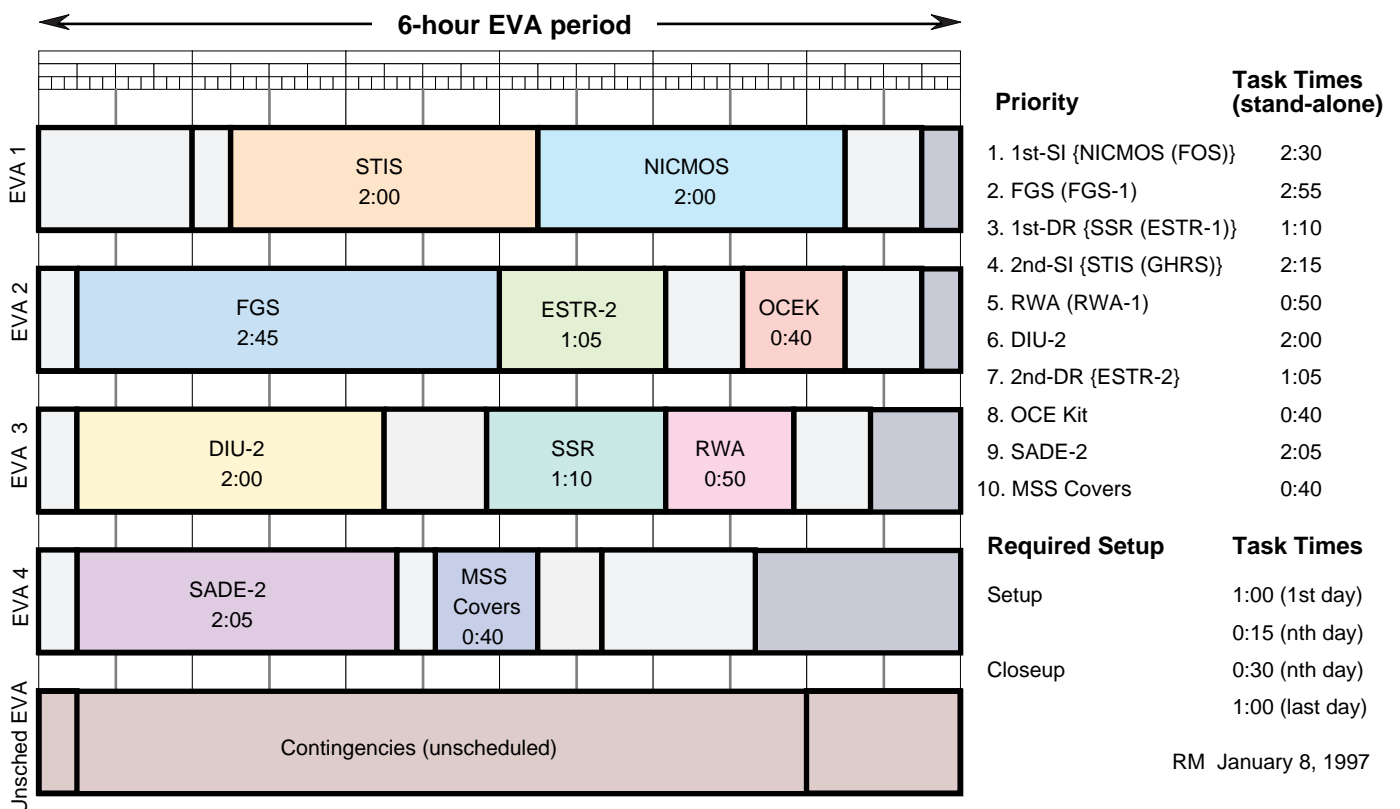 6-hour EVA period
EVA 1
STIS
2:00
NICMOS
2:00
EVA 2
FGS
2:45
ESTR-2
1:05
OCEK
0:40
EVA 3
DIU-2
2:00
SSR
1:10
RWA
0:50
EVA 4
SADE-2
2:05
MSS
Covers
0:40
Unsched EVA
Contingencies (unscheduled)
Priority
Task Times
(stand-alone)
1. 1st-SI {NICMOS (FOS)} 2:30
2. FGS (FGS-1) 2:55
3. 1st-DR {SSR (ESTR-1)} 1:10
4. 2nd-SI {STIS (GHRS)} 2:15
5. RWA (RWA-1) 0:50
6. DIU-2 2:00
7. 2nd-DR {ESTR-2} 1:05
8. OCE Kit 0:40
9. SADE-2 2:05
10. MSS Covers 0:40
Required Setup Task Times
Setup 1:00 (1st day)
0:15 (nth day)
Closeup 0:30 (nth day)
1:00 (last day)
RM January 8, 1997